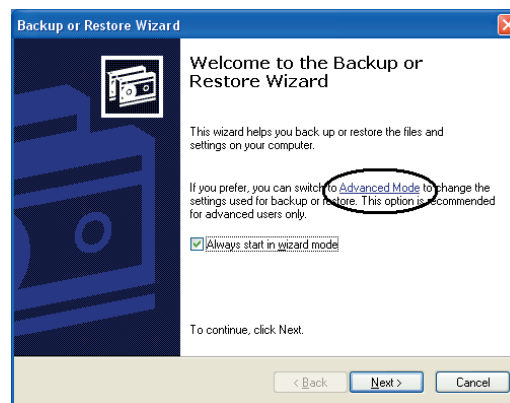 Backup or Restore Wizard
Welcome to the Backup or
Restore Wizard
This wizard helps you back up or restore the files and
settings on your computer.
If you prefer, you can switch to Advanced Mode to change the
settings used for backup or restore. This option is recommended
for advanced users only.
Always start in wizard mode
To continue, click Next.
< Back Next > Cancel